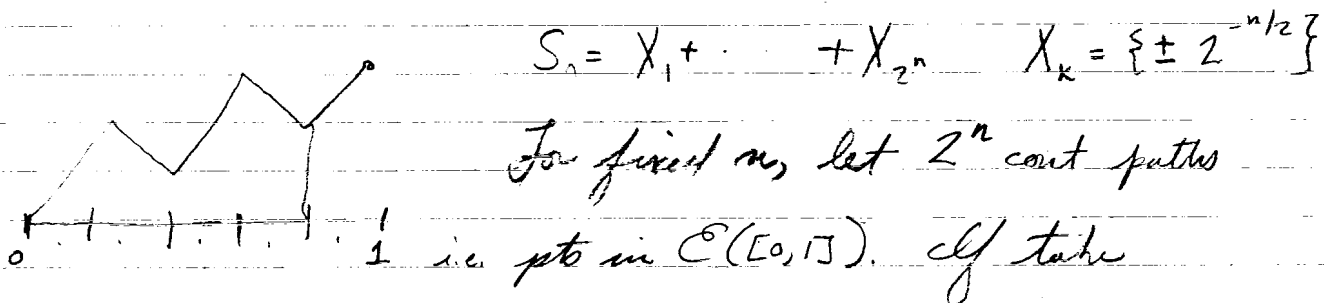 S_n = X_1 + · · · + X_{2^n}   X_k = {± 2^{-n/2}}
For fixed n, let 2^n cont paths
0 1 i.e. pts in C([0,1]). If take